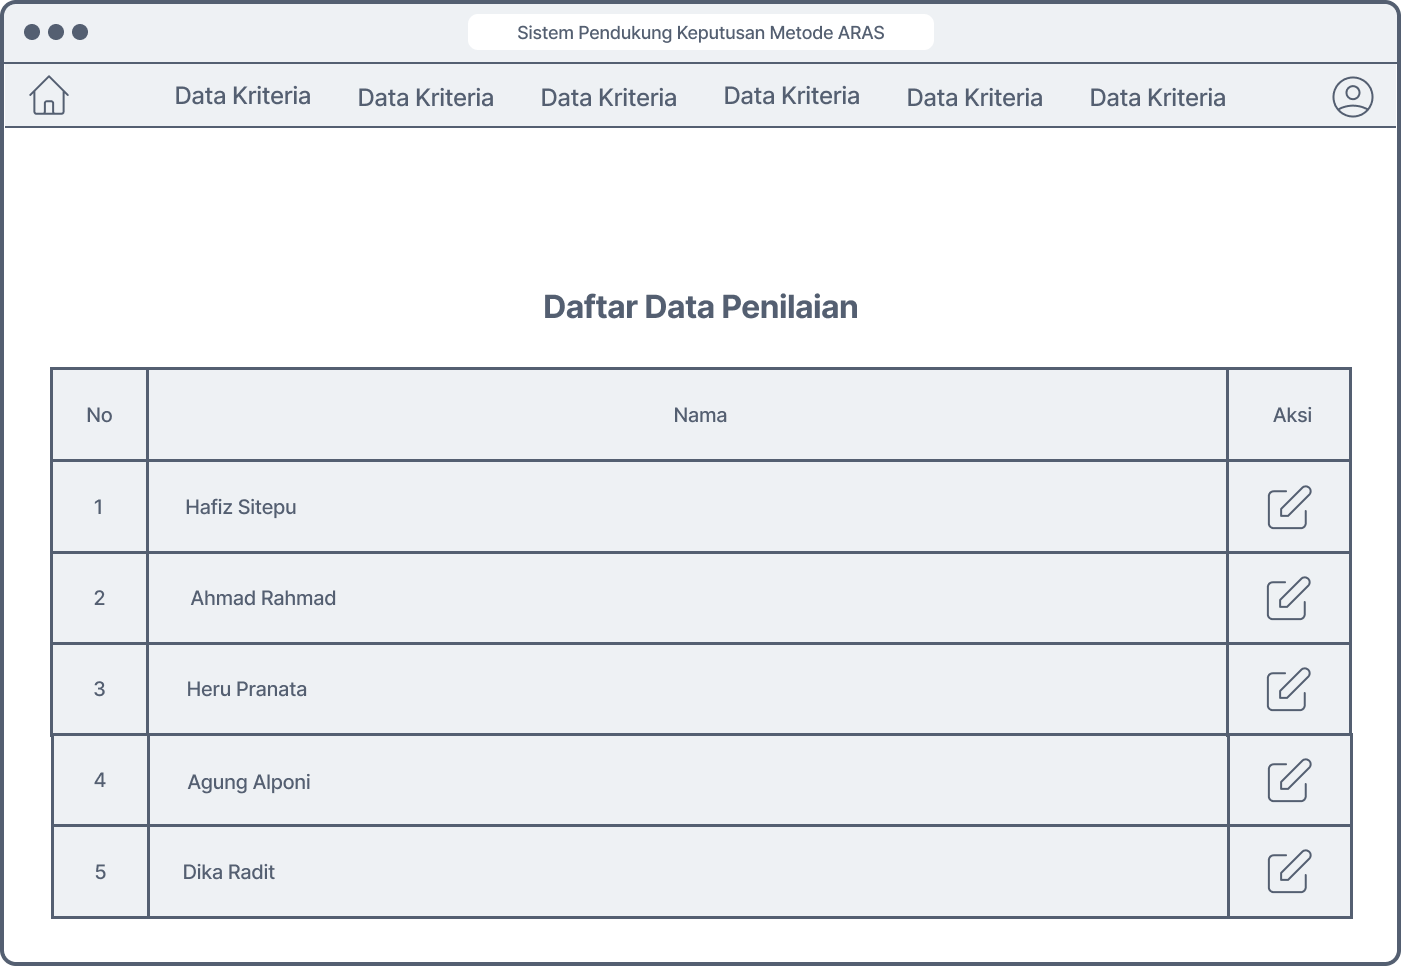 Sistem Pendukung Keputusan Metode ARAS
Data Kriteria Data Kriteria Data Kriteria Data Kriteria Data Kriteria Data Kriteria
Daftar Data Penilaian
No Nama Aksi
1 Hafiz Sitepu
2 Ahmad Rahmad
3 Heru Pranata
4 Agung Alponi
5 Dika Radit